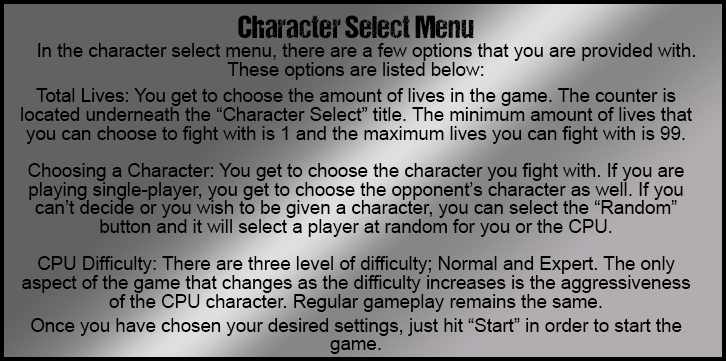 Character Select Menu
In the character select menu, there are a few options that you are provided with.
These options are listed below:
Total Lives: You get to choose the amount of lives in the game. The counter is
located underneath the “Character Select” title. The minimum amount of lives that
you can choose to fight with is 1 and the maximum lives you can fight with is 99.
Choosing a Character: You get to choose the character you fight with. If you are
playing single-player, you get to choose the opponent’s character as well. If you
can’t decide or you wish to be given a character, you can select the “Random”
button and it will select a player at random for you or the CPU.
CPU Difficulty: There are three level of difficulty; Normal and Expert. The only
aspect of the game that changes as the difficulty increases is the aggressiveness
of the CPU character. Regular gameplay remains the same.
Once you have chosen your desired settings, just hit “Start” in order to start the
game.